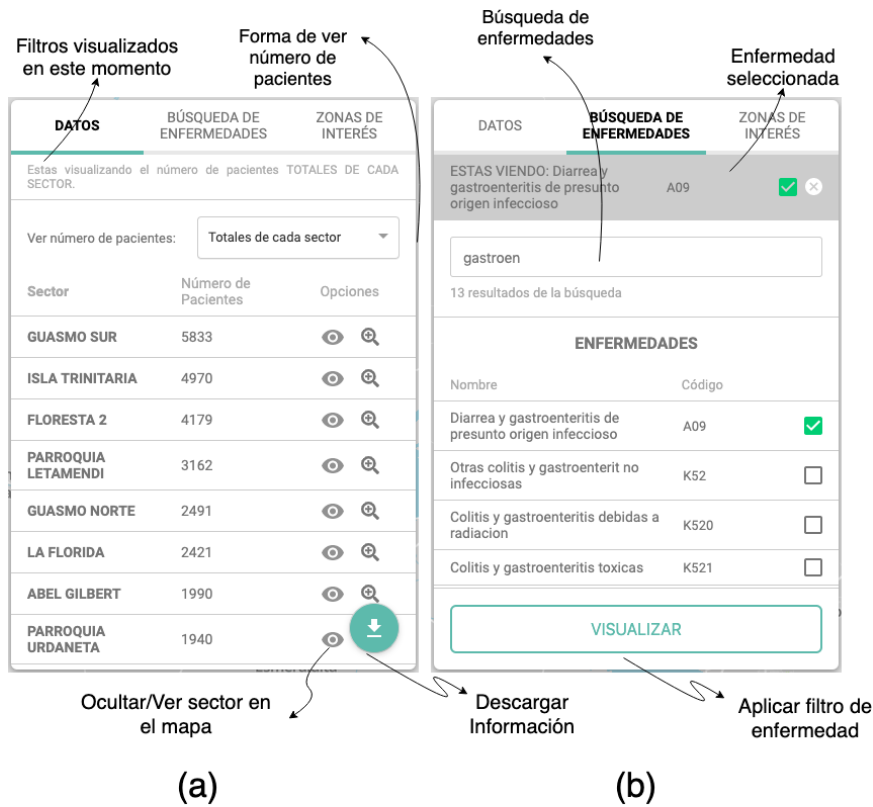 Filtros visualizados
en este momento
Forma de ver
número de
pacientes
Búsqueda de
enfermedades
Enfermedad
seleccionada
DATOS
BÚSQUEDA DE
ENFERMEDADES
ZONAS DE
INTERÉS
Estas visualizando el número de pacientes TOTALES DE CADA
SECTOR.
Ver número de pacientes:
Totales de cada sector
Sector
Número de
Pacientes
Opciones
GUASMO SUR 5833
ISLA TRINITARIA 4970
FLORESTA 2 4179
PARROQUIA
LETAMENDI 3162
GUASMO NORTE 2491
LA FLORIDA 2421
ABEL GILBERT 1990
PARROQUIA
URDANETA 1940
DATOS
BÚSQUEDA DE
ENFERMEDADES
ZONAS DE
INTERÉS
ESTAS VIENDO: Diarrea y
gastroenteritis de presunto
origen infeccioso
A09
gastroen
13 resultados de la búsqueda
ENFERMEDADES
Nombre Código
Diarrea y gastroenteritis de
presunto origen infeccioso A09
Otras colitis y gastroenterit no
infecciosas K52
Colitis y gastroenteritis debidas a
radiacion K520
Colitis y gastroenteritis toxicas K521
VISUALIZAR
Ocultar/Ver sector en
el mapa
Descargar
Información
Aplicar filtro de
enfermedad
(a)
(b)